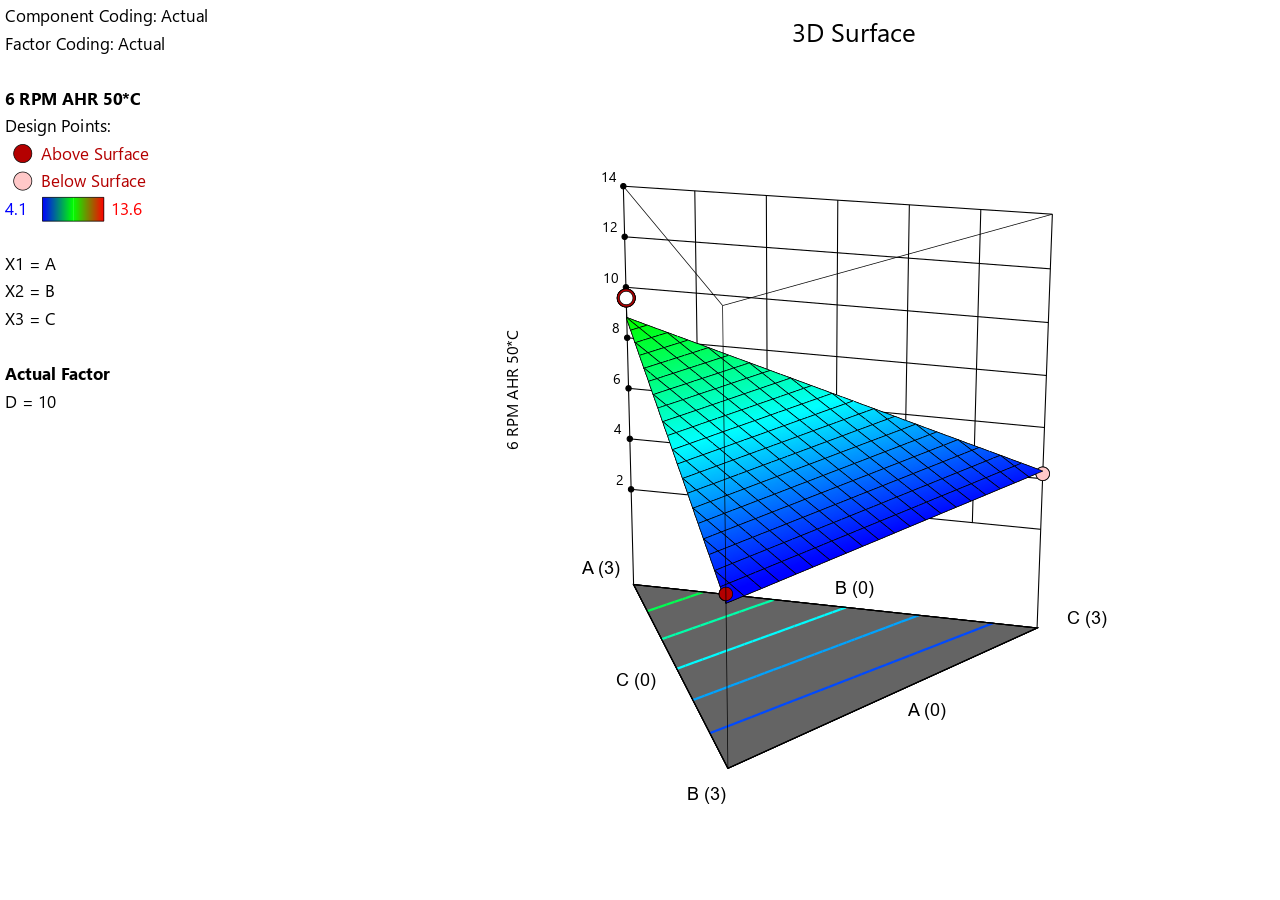 Component Coding: Actual
Factor Coding: Actual
3D Surface
6 RPM AHR 50*C
Design Points:
Above Surface
Below Surface
4.1 13.6
X1 = A
X2 = B
X3 = C
Actual Factor
D = 10
14
12
10
8
6
4
2
6 RPM AHR 50*C
A (3)
B (0)
C (3)
C (0)
A (0)
B (3)